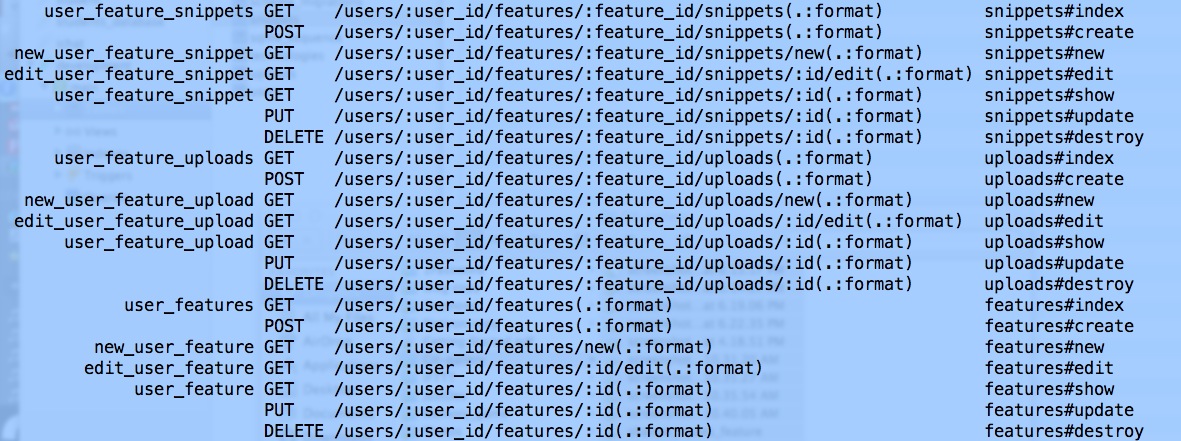 user_feature_snippets GET /users/:user_id/features/:feature_id/snippets(.:format) snippets#index
POST /users/:user_id/features/:feature_id/snippets(.:format) snippets#create
new_user_feature_snippet GET /users/:user_id/features/:feature_id/snippets/new(.:format) snippets#new
edit_user_feature_snippet GET /users/:user_id/features/:feature_id/snippets/:id/edit(.:format) snippets#edit
user_feature_snippet GET /users/:user_id/features/:feature_id/snippets/:id(.:format) snippets#show
PUT /users/:user_id/features/:feature_id/snippets/:id(.:format) snippets#update
DELETE /users/:user_id/features/:feature_id/snippets/:id(.:format) snippets#destroy
user_feature_uploads GET /users/:user_id/features/:feature_id/uploads(.:format) uploads#index
POST /users/:user_id/features/:feature_id/uploads(.:format) uploads#create
new_user_feature_upload GET /users/:user_id/features/:feature_id/uploads/new(.:format) uploads#new
edit_user_feature_upload GET /users/:user_id/features/:feature_id/uploads/:id/edit(.:format) uploads#edit
user_feature_upload GET /users/:user_id/features/:feature_id/uploads/:id(.:format) uploads#show
PUT /users/:user_id/features/:feature_id/uploads/:id(.:format) uploads#update
DELETE /users/:user_id/features/:feature_id/uploads/:id(.:format) uploads#destroy
user_features GET /users/:user_id/features(.:format) features#index
POST /users/:user_id/features(.:format) features#create
new_user_feature GET /users/:user_id/features/new(.:format) features#new
edit_user_feature GET /users/:user_id/features/:id/edit(.:format) features#edit
user_feature GET /users/:user_id/features/:id(.:format) features#show
PUT /users/:user_id/features/:id(.:format) features#update
DELETE /users/:user_id/features/:id(.:format) features#destroy